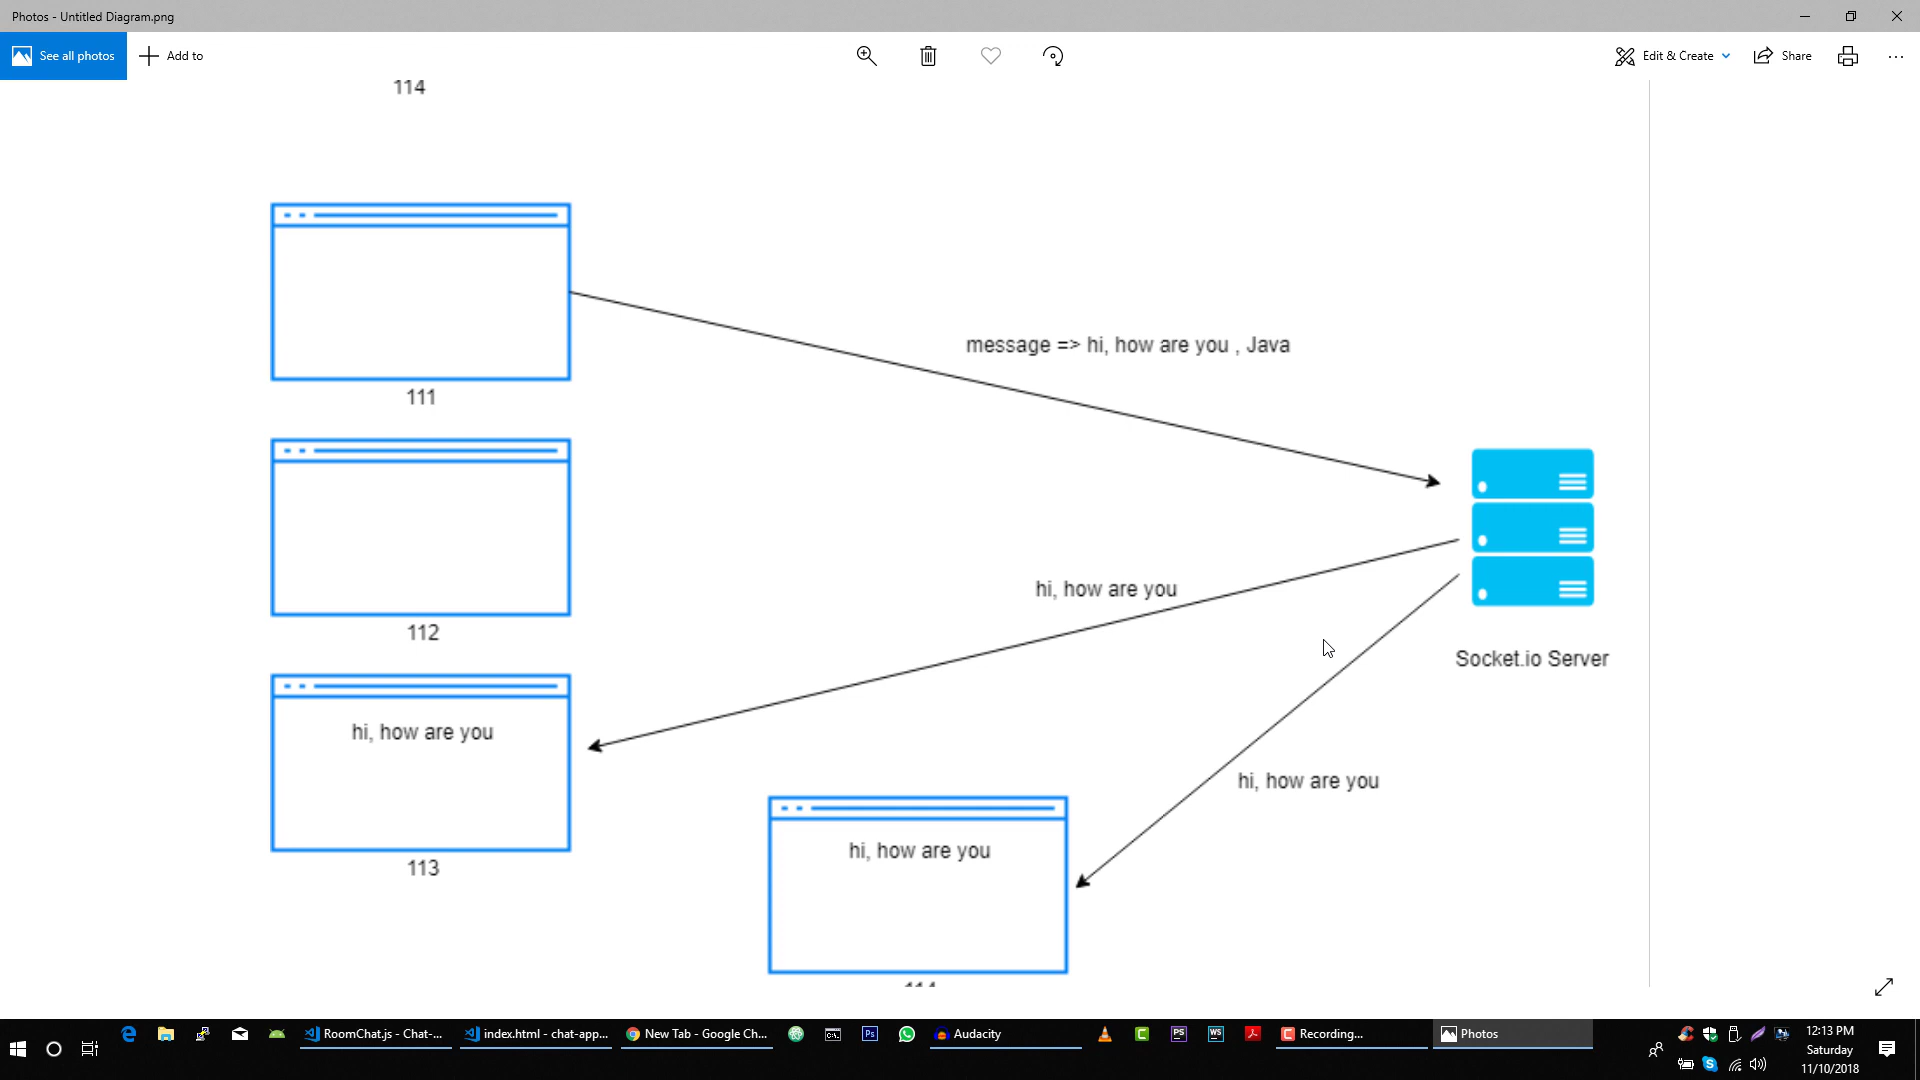 Photos - Untitled Diagram.png
See all photos
Add to
Edit & Create
Share
114
message => hi, how are you , Java
111
hi, how are you
112
Socket.io Server
hi, how are you
hi, how are you
hi, how are you
113
RoomChat.js - Chat-...
index.html - chat-app...
New Tab - Google Ch...
Audacity
Recording...
Photos
12:13 PM
Saturday
11/10/2018